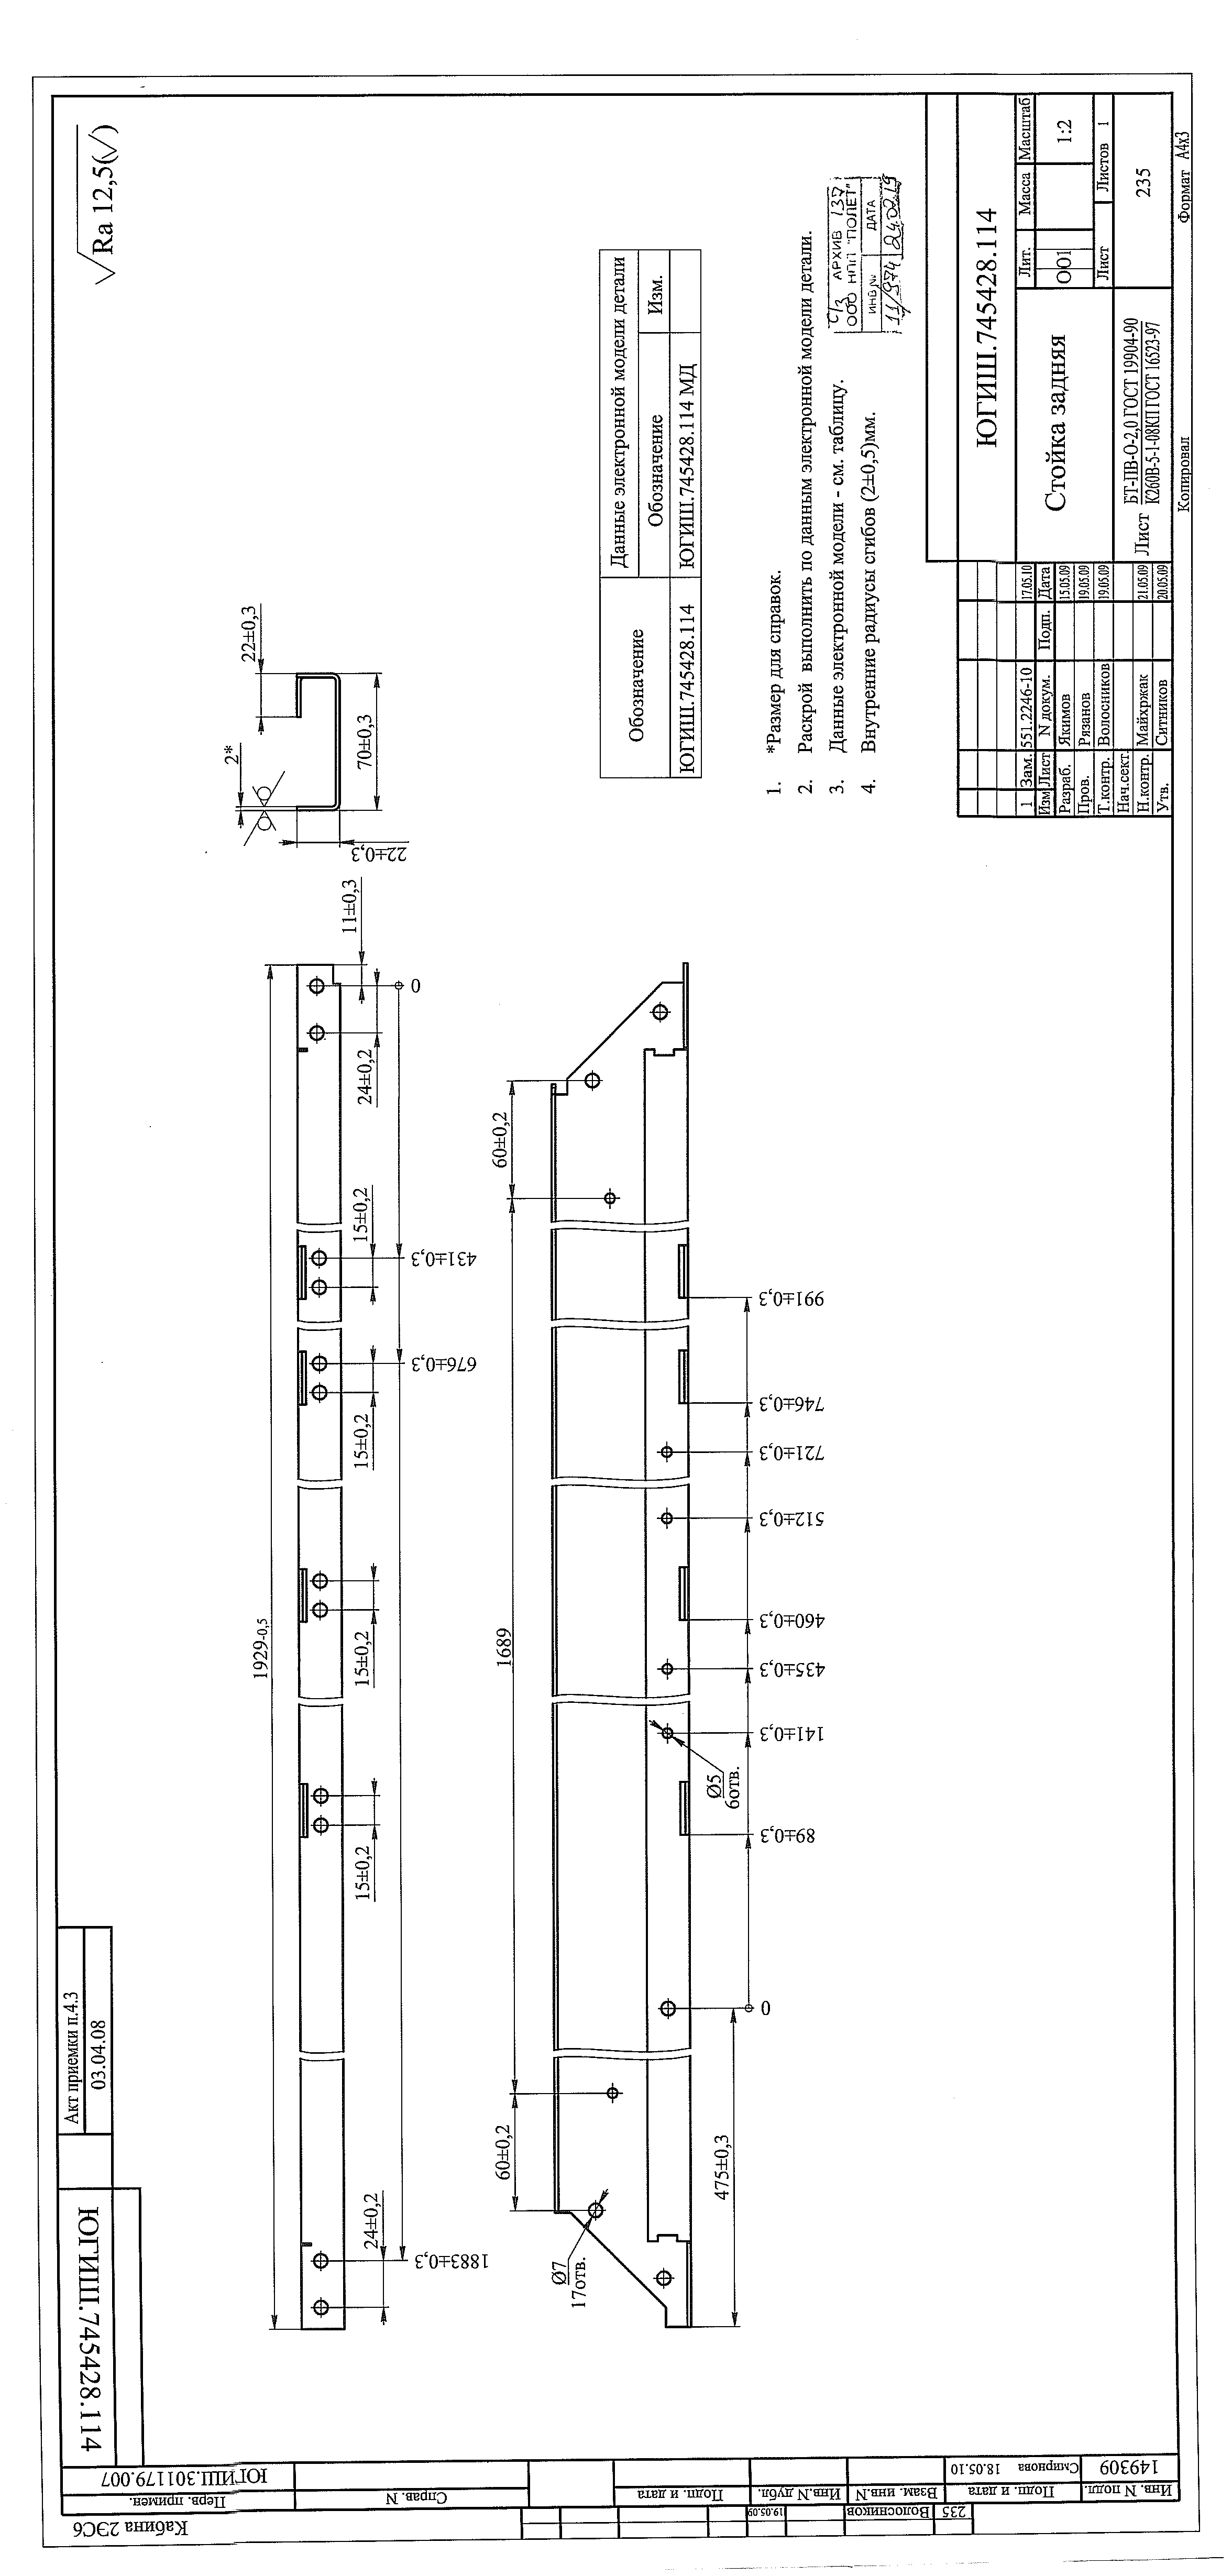 ЮГИШ.745428.114
Акт приемки п.4.3
03.04.08
Ra 12,5(√)
Кабина 2ЭС6
Перв. примен.
ЮГИШ.301179.007
Справ. N
Подп. и дата
Инв.N дубл.
Взам. инв.N
Подп. и дата
Инв. N подл.
19.05.09
Волосников
235
Смирнова 18.05.10
149309
1929-0,5
24±0,2
15±0,2
15±0,2
15±0,2
15±0,2
24±0,2
11±0,3
1883±0,3
676±0,3
431±0,3
0
2*
22±0,3
22±0,3
70±0,3
60±0,2
1689
60±0,2
Ø7
17отв.
Ø5
6отв.
475±0,3
0
89±0,3
141±0,3
435±0,3
460±0,3
512±0,3
721±0,3
746±0,3
991±0,3
Обозначение
Данные электронной модели детали
Обозначение
Изм.
ЮГИШ.745428.114
ЮГИШ.745428.114 МД
1. *Размер для справок.
2. Раскрой выполнить по данным электронной модели детали.
3. Данные электронной модели - см. таблицу.
4. Внутренние радиусы сгибов (2±0,5)мм.
С/З АРХИВ 137
ООО НПП "ПОЛЕТ"
ИНВ.№ ДАТА
11/974 24.02.19
ЮГИШ.745428.114
1 Зам. 551.2246-10 17.05.10
Изм Лист N докум. Подп. Дата
Разраб. Якимов 15.05.09
Пров. Рязанов 19.05.09
Т.контр. Волосников 19.05.09
Нач.сект.
Н.контр. Майхржак 21.05.09
Утв. Ситников 20.05.09
Стойка задняя
Лит. Масса Масштаб
О О1 1:2
Лист Листов 1
Лист БТ-ПВ-О-2,0 ГОСТ 19904-90
К260В-5-1-08КП ГОСТ 16523-97
235
Копировал Формат А4х3